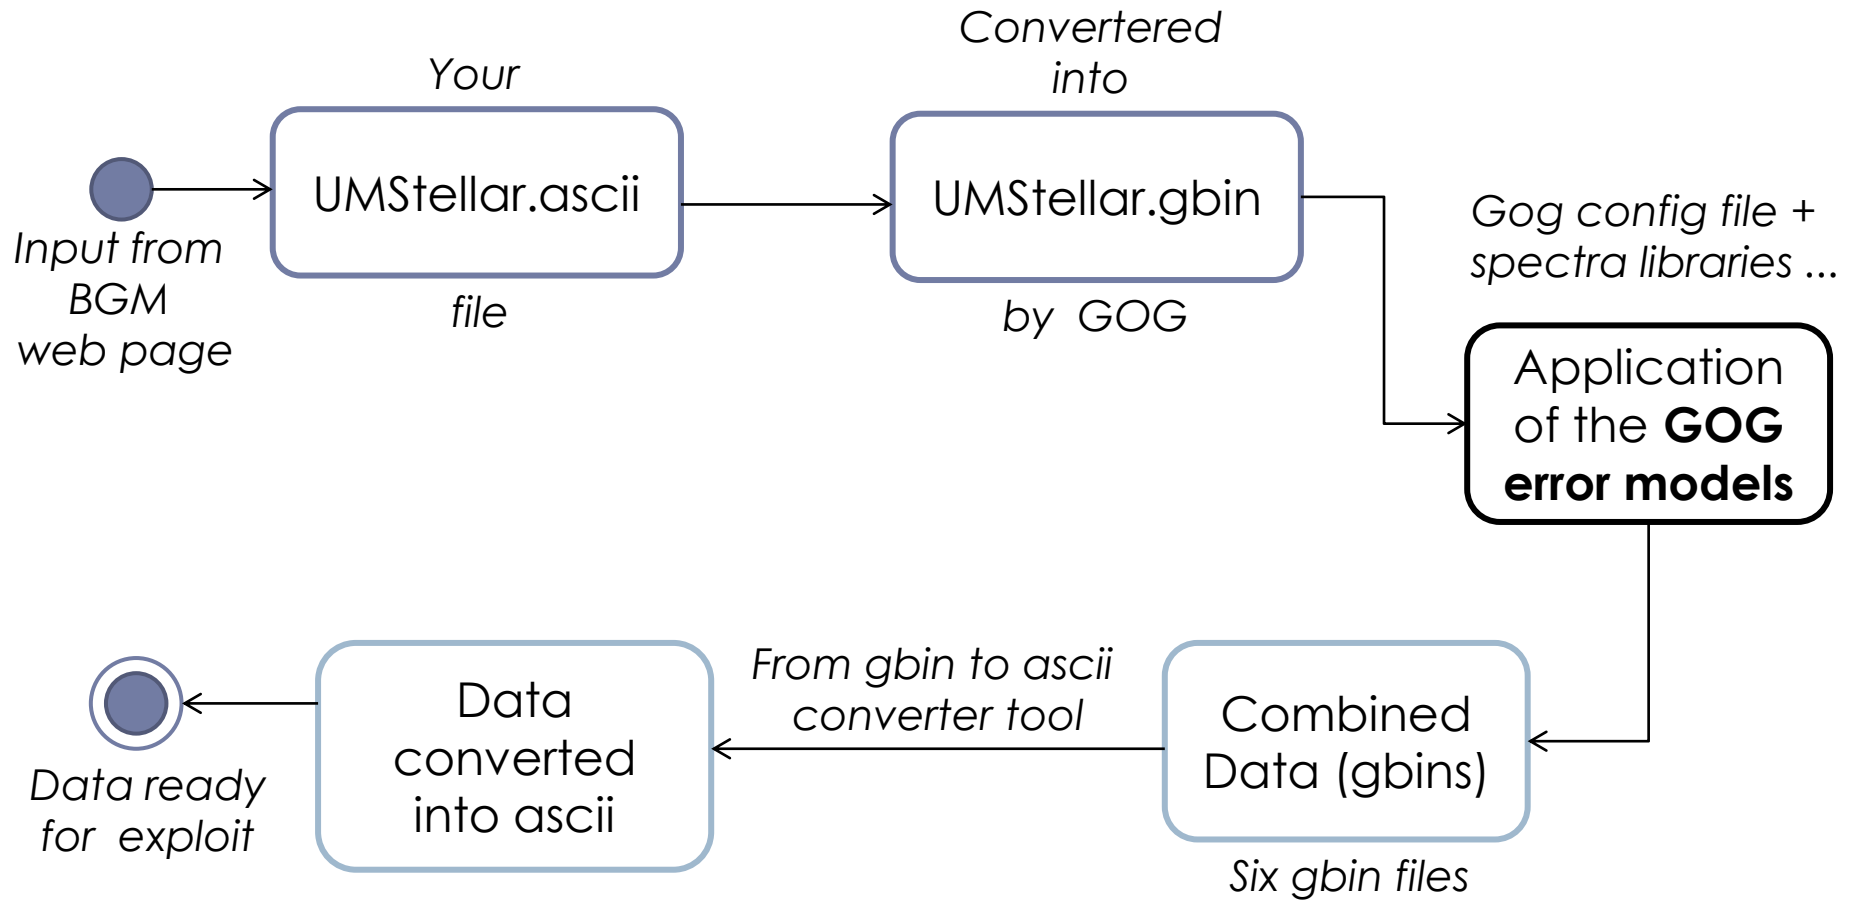 Your
UMStellar.ascii
file
Input from
BGM
web page
Convertered
into
UMStellar.gbin
by GOG
Gog config file +
spectra libraries ...
Application
of the GOG
error models
Combined
Data (gbins)
Six gbin files
From gbin to ascii
converter tool
Data
converted
into ascii
Data ready
for exploit